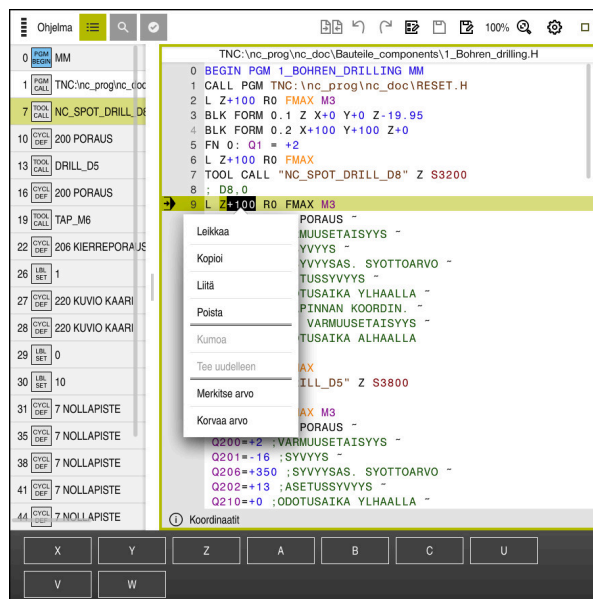 Ohjelma
100%
0 PGM BEGIN MM
1 PGM CALL TNC:\nc_prog\nc_doc
7 TOOL CALL NC_SPOT_DRILL_D8
10 CYCL DEF 200 PORAUS
13 TOOL CALL DRILL_D5
16 CYCL DEF 200 PORAUS
19 TOOL CALL TAP_M6
22 CYCL DEF 206 KIERREPORAUS
26 LBL SET 1
27 CYCL DEF 220 KUVIO KAARI
28 CYCL DEF 220 KUVIO KAARI
29 LBL SET 0
30 LBL SET 10
31 CYCL DEF 7 NOLLAPISTE
35 CYCL DEF 7 NOLLAPISTE
38 CYCL DEF 7 NOLLAPISTE
41 CYCL DEF 7 NOLLAPISTE
44 CYCL DEF 7 NOLLAPISTE
TNC:\nc_prog\nc_doc\Bauteile_components\1_Bohren_drilling.H
0 BEGIN PGM 1_BOHREN_DRILLING MM
1 CALL PGM TNC:\nc_prog\nc_doc\RESET.H
2 L Z+100 R0 FMAX M3
3 BLK FORM 0.1 Z X+0 Y+0 Z-19.95
4 BLK FORM 0.2 X+100 Y+100 Z+0
5 FN 0: Q1 = +2
6 L Z+100 R0 FMAX
7 TOOL CALL "NC_SPOT_DRILL_D8" Z S3200
8 ; D8,0
9 L Z+100 R0 FMAX M3
PORAUS ~
MUUSETAISYYS ~
YVYYS ~
YVYYSAS. SYOTTOARVO ~
TUSSYVYYS ~
OTUSAIKA YLHAALLA ~
PINNAN KOORDIN. ~
VARMUUSETAISYYS ~
OTUSAIKA ALHAALLA
AX
ILL_D5" Z S3800
AX M3
PORAUS ~
Q200=+2 ;VARMUUSETAISYYS ~
Q201=-16 ;SYVYYS ~
Q206=+350 ;SYVYYSAS. SYOTTOARVO ~
Q202=+13 ;ASETUSSYVYYS ~
Q210=+0 ;ODOTUSAIKA YLHAALLA ~
Leikkaa
Kopioi
Liitä
Poista
Kumoa
Tee uudelleen
Merkitse arvo
Korvaa arvo
Koordinaatit
X Y Z A B C U
V W